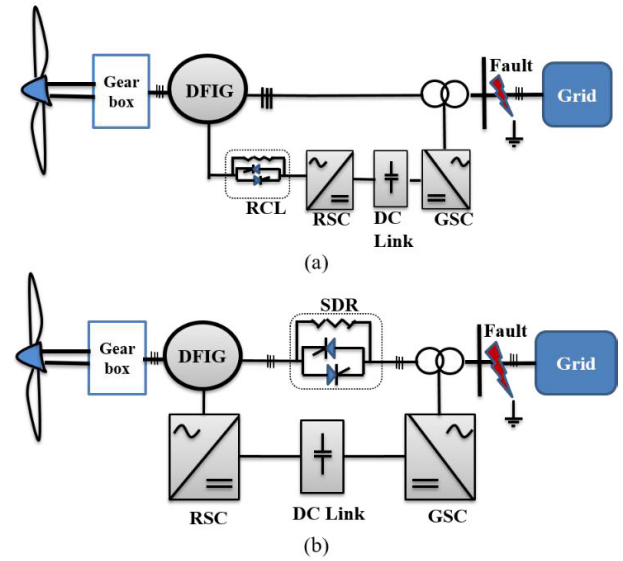 Gear
box
DFIG
Fault
Grid
RCL
RSC
DC
Link
GSC
(a)
SDR
Gear
box
DFIG
Fault
Grid
RSC
DC Link
GSC
(b)